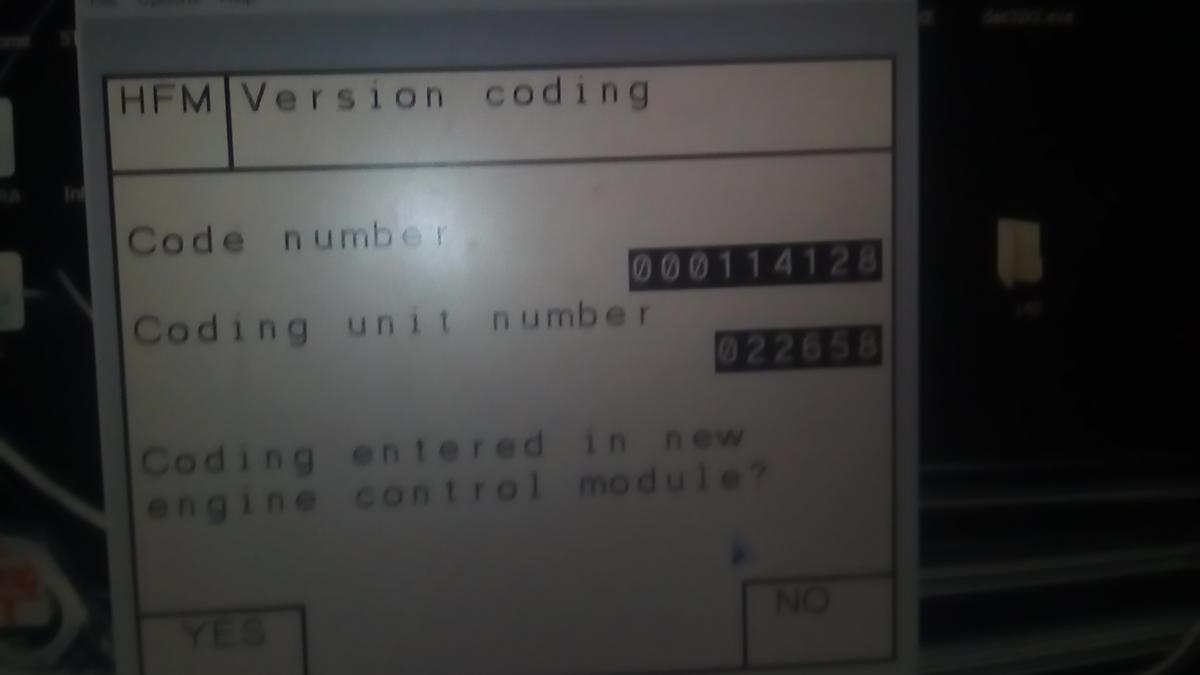 HFM Version coding
Code number
000114128
Coding unit number
022658
Coding entered in new
engine control module?
YES
NO